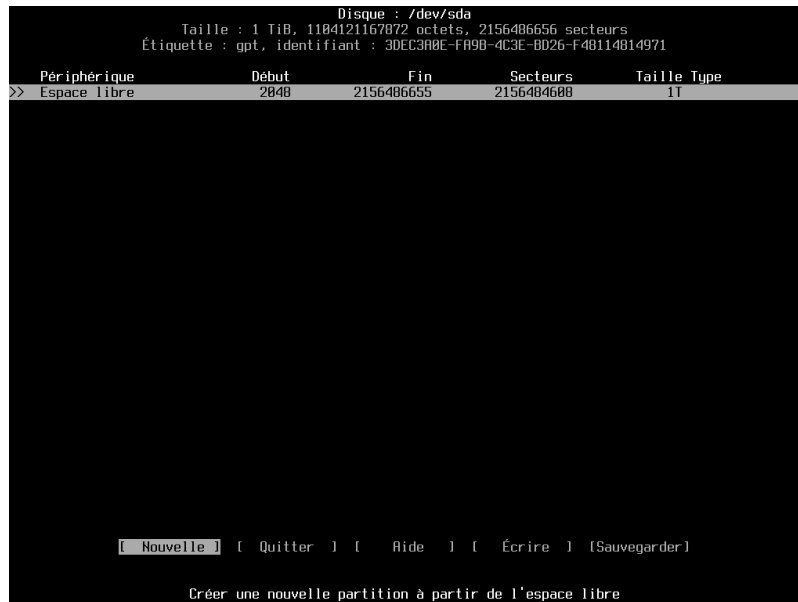 Disque : /dev/sda
Taille : 1 TiB, 1104121167872 octets, 2156486656 secteurs
Étiquette : gpt, identifiant : 3DEC3A0E-FA9B-4C3E-BD26-F48114814971
Périphérique Début Fin Secteurs Taille Type
>> Espace libre 2048 2156486655 2156484608 1T
[ Nouvelle ] [ Quitter ] [ Aide ] [ Écrire ] [Sauvegarder]
Créer une nouvelle partition à partir de l'espace libre